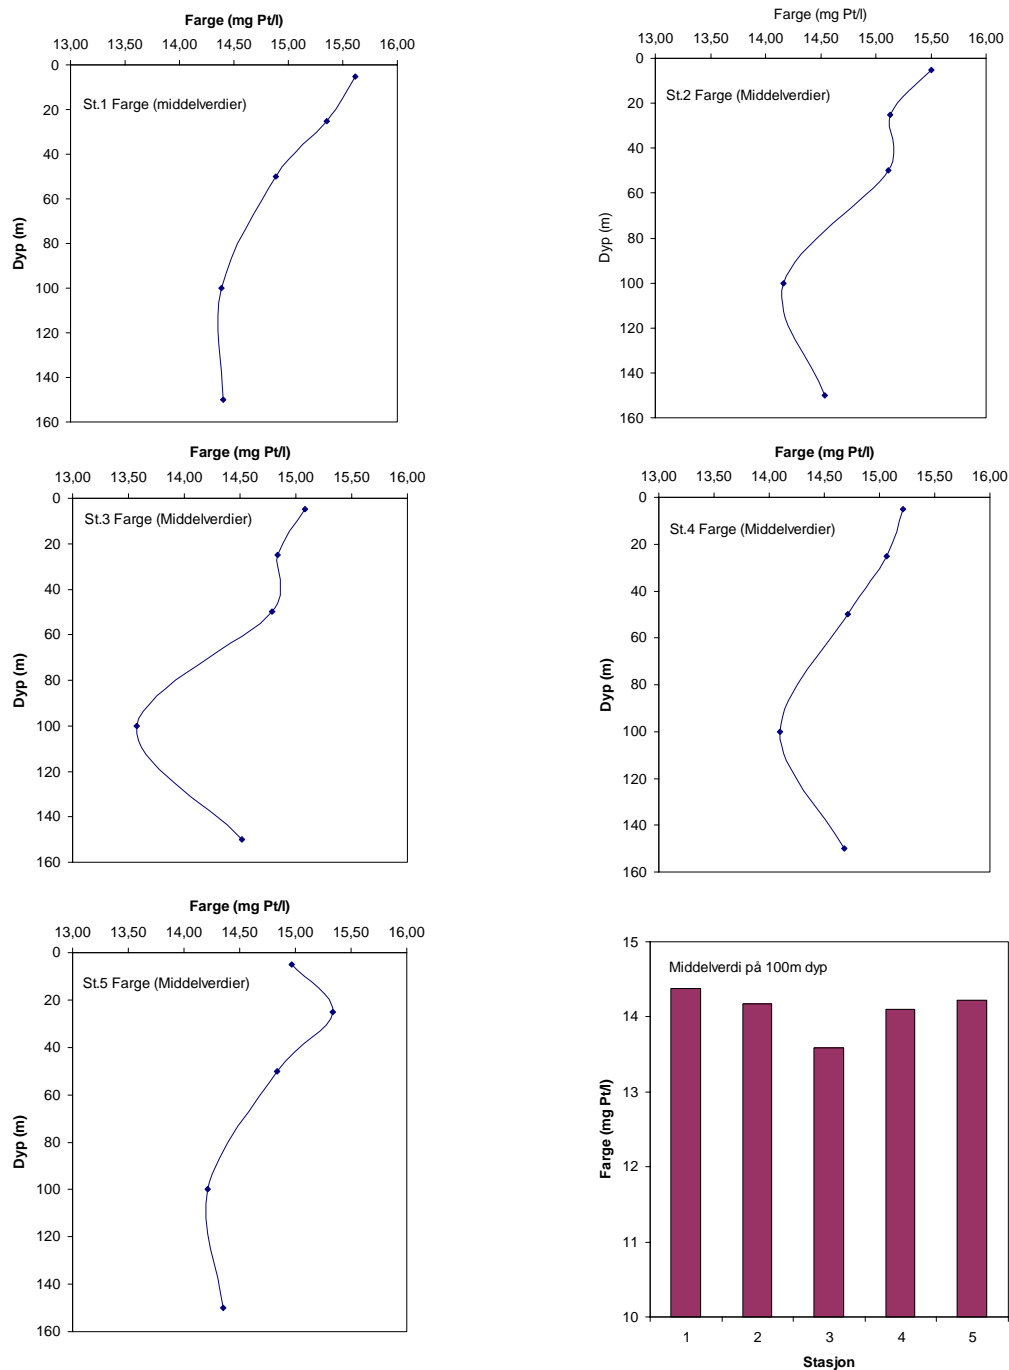 Farge (mg Pt/l)
13,00 13,50 14,00 14,50 15,00 15,50 16,00
0
20
40
60
80
100
120
140
160
Dyp (m)
St.1 Farge (middelverdier)
Farge (mg Pt/l)
13,00 13,50 14,00 14,50 15,00 15,50 16,00
0
20
40
60
80
100
120
140
160
Dyp (m)
St.2 Farge (Middelverdier)
Farge (mg Pt/l)
13,00 13,50 14,00 14,50 15,00 15,50 16,00
0
20
40
60
80
100
120
140
160
Dyp (m)
St.3 Farge (Middelverdier)
Farge (mg Pt/l)
13,00 13,50 14,00 14,50 15,00 15,50 16,00
0
20
40
60
80
100
120
140
160
Dyp (m)
St.4 Farge (Middelverdier)
Farge (mg Pt/l)
13,00 13,50 14,00 14,50 15,00 15,50 16,00
0
20
40
60
80
100
120
140
160
Dyp (m)
St.5 Farge (Middelverdier)
Middelverdi på 100m dyp
15
14
13
12
11
10
Farge (mg Pt/l)
1 2 3 4 5
Stasjon